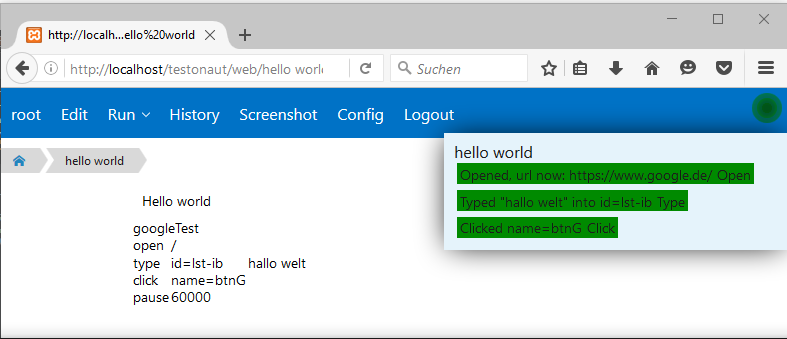 http://localh...ello%20world
http://localhost/testonaut/web/hello worl
Suchen
root Edit Run History Screenshot Config Logout
hello world
hello world
Opened, url now: https://www.google.de/ Open
Typed "hallo welt" into id=lst-ib Type
Clicked name=btnG Click
Hello world
googleTest
open /
type id=lst-ib hallo welt
click name=btnG
pause 60000